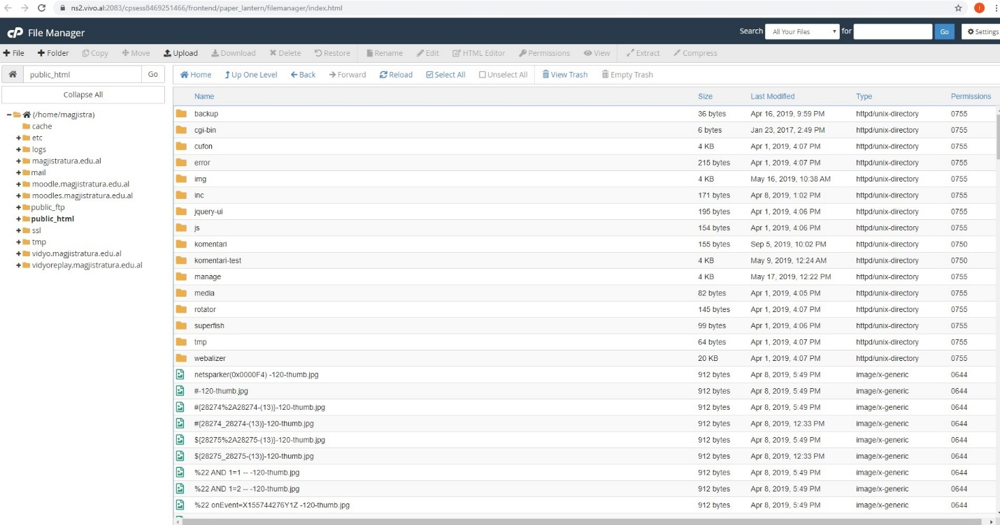 ns2.vivo.al:2083/cpsess8469251466/frontend/paper_lantern/filemanager/index.html
cP File Manager Search All Your Files for Go Settings
File Folder Copy Move Upload Download Delete Restore Rename Edit HTML Editor Permissions View Extract Compress
public_html Go Home Up One Level Back Forward Reload Select All Unselect All View Trash Empty Trash
Collapse All
(/home/magjistra)
cache
etc
logs
magjistratura.edu.al
mail
moodle.magjistratura.edu.al
moodles.magjistratura.edu.al
public_ftp
public_html
ssl
tmp
vidyo.magjistratura.edu.al
vidyoreplay.magjistratura.edu.al
Name Size Last Modified Type Permissions
backup 36 bytes Apr 16, 2019, 9:59 PM httpd/unix-directory 0755
cgi-bin 6 bytes Jan 23, 2017, 2:49 PM httpd/unix-directory 0755
cufon 4 KB Apr 1, 2019, 4:07 PM httpd/unix-directory 0755
error 215 bytes Apr 1, 2019, 4:07 PM httpd/unix-directory 0755
img 4 KB May 16, 2019, 10:38 AM httpd/unix-directory 0755
inc 171 bytes Apr 8, 2019, 1:02 PM httpd/unix-directory 0755
jquery-ui 195 bytes Apr 1, 2019, 4:06 PM httpd/unix-directory 0755
js 154 bytes Apr 1, 2019, 4:06 PM httpd/unix-directory 0755
komentari 155 bytes Sep 5, 2019, 10:02 PM httpd/unix-directory 0750
komentari-test 4 KB May 9, 2019, 12:24 AM httpd/unix-directory 0750
manage 4 KB May 17, 2019, 12:22 PM httpd/unix-directory 0755
media 82 bytes Apr 1, 2019, 4:05 PM httpd/unix-directory 0755
rotator 145 bytes Apr 1, 2019, 4:07 PM httpd/unix-directory 0755
superfish 99 bytes Apr 1, 2019, 4:06 PM httpd/unix-directory 0755
tmp 64 bytes Apr 1, 2019, 4:07 PM httpd/unix-directory 0755
webalizer 20 KB Apr 1, 2019, 4:07 PM httpd/unix-directory 0755
netsparker(0x0000F4) -120-thumb.jpg 912 bytes Apr 8, 2019, 5:49 PM image/x-generic 0644
#-120-thumb.jpg 912 bytes Apr 8, 2019, 5:49 PM image/x-generic 0644
#{28274%2A28274-(13)}-120-thumb.jpg 912 bytes Apr 8, 2019, 5:49 PM image/x-generic 0644
#{28274_28274-(13)}-120-thumb.jpg 912 bytes Apr 8, 2019, 12:33 PM image/x-generic 0644
${28275%2A28275-(13)}-120-thumb.jpg 912 bytes Apr 8, 2019, 5:49 PM image/x-generic 0644
${28275_28275-(13)}-120-thumb.jpg 912 bytes Apr 8, 2019, 12:33 PM image/x-generic 0644
%22 AND 1=1 -- -120-thumb.jpg 912 bytes Apr 8, 2019, 5:49 PM image/x-generic 0644
%22 AND 1=2 -- -120-thumb.jpg 912 bytes Apr 8, 2019, 5:49 PM image/x-generic 0644
%22 onEvent=X155744276Y1Z -120-thumb.jpg 912 bytes Apr 8, 2019, 5:49 PM image/x-generic 0644